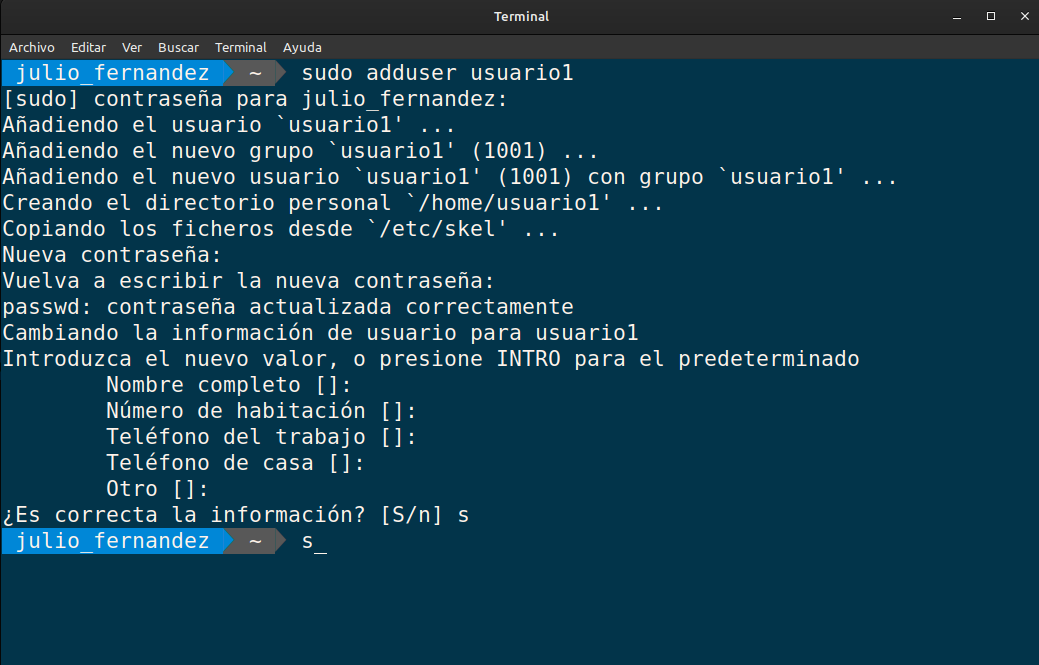 Terminal
Archivo Editar Ver Buscar Terminal Ayuda
julio_fernandez ~ sudo adduser usuario1
[sudo] contraseña para julio_fernandez:
Añadiendo el usuario `usuario1' ...
Añadiendo el nuevo grupo `usuario1' (1001) ...
Añadiendo el nuevo usuario `usuario1' (1001) con grupo `usuario1' ...
Creando el directorio personal `/home/usuario1' ...
Copiando los ficheros desde `/etc/skel' ...
Nueva contraseña:
Vuelva a escribir la nueva contraseña:
passwd: contraseña actualizada correctamente
Cambiando la información de usuario para usuario1
Introduzca el nuevo valor, o presione INTRO para el predeterminado
Nombre completo []:
Número de habitación []:
Teléfono del trabajo []:
Teléfono de casa []:
Otro []:
¿Es correcta la información? [S/n] s
julio_fernandez ~ s_